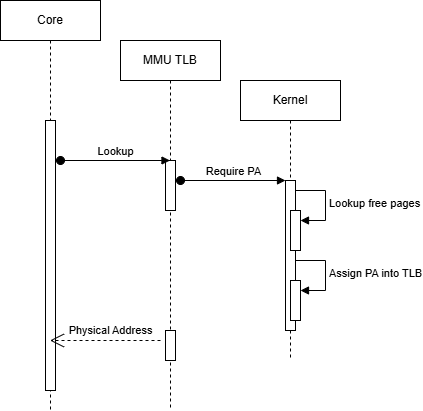 Core
MMU TLB
Kernel
Lookup
Require PA
Lookup free pages
Assign PA into TLB
Physical Address